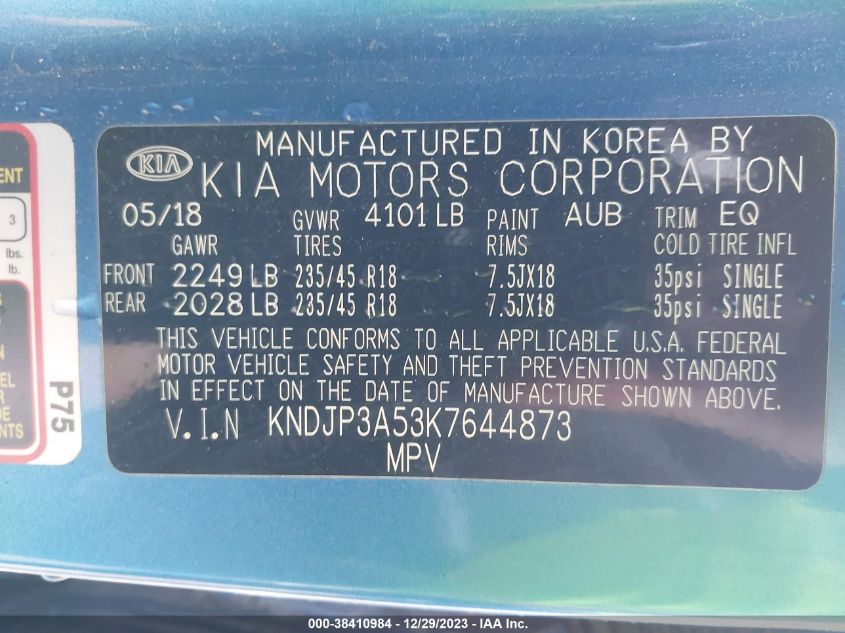 MANUFACTURED IN KOREA BY
KIA KIA MOTORS CORPORATION
05/18 GVWR 4101 LB PAINT AUB TRIM EQ
GAWR TIRES RIMS COLD TIRE INFL
FRONT 2249 LB 235/45 R18 7.5JX18 35psi SINGLE
REAR 2028 LB 235/45 R18 7.5JX18 35psi SINGLE
THIS VEHICLE CONFORMS TO ALL APPLICABLE U.S.A. FEDERAL
MOTOR VEHICLE SAFETY AND THEFT PREVENTION STANDARDS
IN EFFECT ON THE DATE OF MANUFACTURE SHOWN ABOVE.
V.I.N KNDJP3A53K7644873
MPV
3
lbs.
lb.
P75
000-38410984 - 12/29/2023 - IAA Inc.